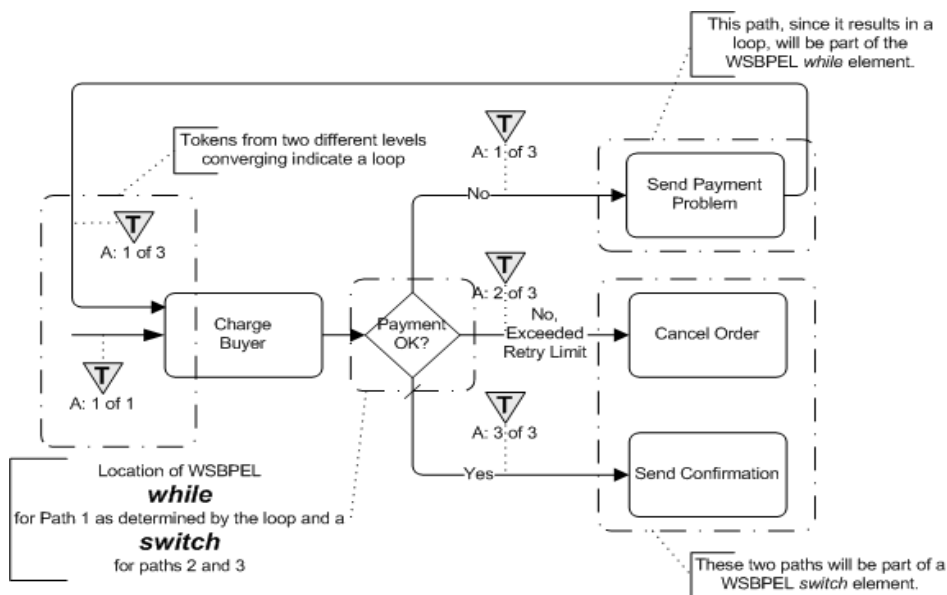 This path, since it results in a
loop, will be part of the
WSBPEL while element.
Tokens from two different levels
converging indicate a loop
T
A: 1 of 3
No
Send Payment
Problem
T
A: 1 of 3
T
A: 2 of 3
Charge
Buyer
Payment
OK?
No,
Exceeded
Retry Limit
Cancel Order
T
A: 1 of 1
T
A: 3 of 3
Yes
Send Confirmation
Location of WSBPEL
while
for Path 1 as determined by the loop and a
switch
for paths 2 and 3
These two paths will be part of a
WSBPEL switch element.